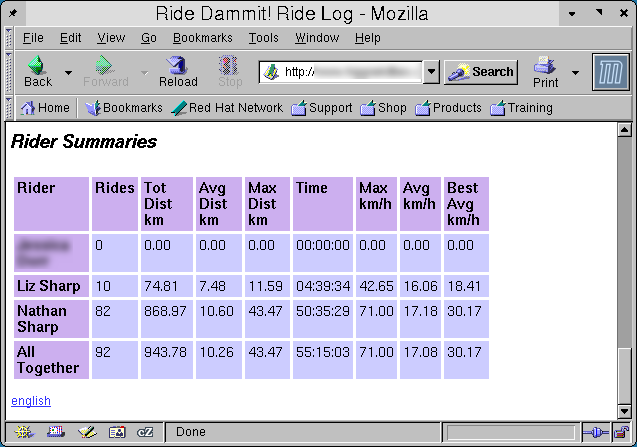 Ride Dammit! Ride Log - Mozilla
File Edit View Go Bookmarks Tools Window Help
Back Forward Reload Stop http:// Search Print
Home Bookmarks Red Hat Network Support Shop Products Training
Rider Summaries
Rider Rides Tot Dist km Avg Dist km Max Dist km Time Max km/h Avg km/h Best Avg km/h
0 0.00 0.00 0.00 00:00:00 0.00 0.00 0.00
Liz Sharp 10 74.81 7.48 11.59 04:39:34 42.65 16.06 18.41
Nathan Sharp 82 868.97 10.60 43.47 50:35:29 71.00 17.18 30.17
All Together 92 943.78 10.26 43.47 55:15:03 71.00 17.08 30.17
english
Done